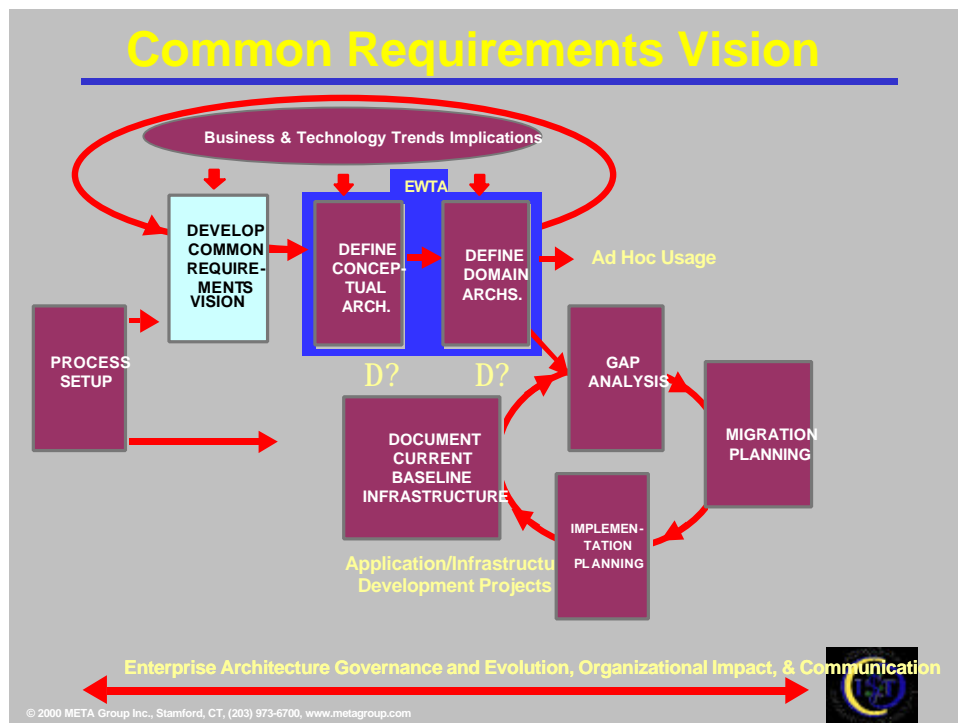 Common Requirements Vision
Business & Technology Trends Implications
EWTA
DEVELOP
COMMON
REQUIRE-
MENTS
VISION
DEFINE
CONCEP-
TUAL
ARCH.
DEFINE
DOMAIN
ARCHS.
Ad Hoc Usage
PROCESS
SETUP
D?
D?
GAP
ANALYSIS
MIGRATION
PLANNING
DOCUMENT
CURRENT
BASELINE
INFRASTRUCTURE
IMPLEMEN-
TATION
PLANNING
Application/Infrastructu
Development Projects
Enterprise Architecture Governance and Evolution, Organizational Impact, & Communication
© 2000 META Group Inc., Stamford, CT, (203) 973-6700, www.metagroup.com